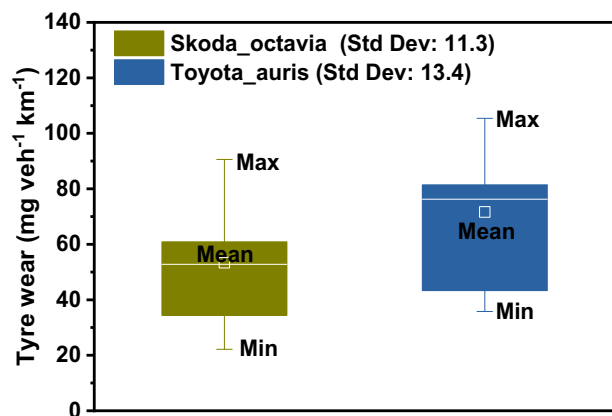 Skoda_octavia (Std Dev: 11.3)
Toyota_auris (Std Dev: 13.4)
Tyre wear (mg veh⁻¹ km⁻¹)
140
120
100
80
60
40
20
0
Max
Mean
Min
Max
Mean
Min